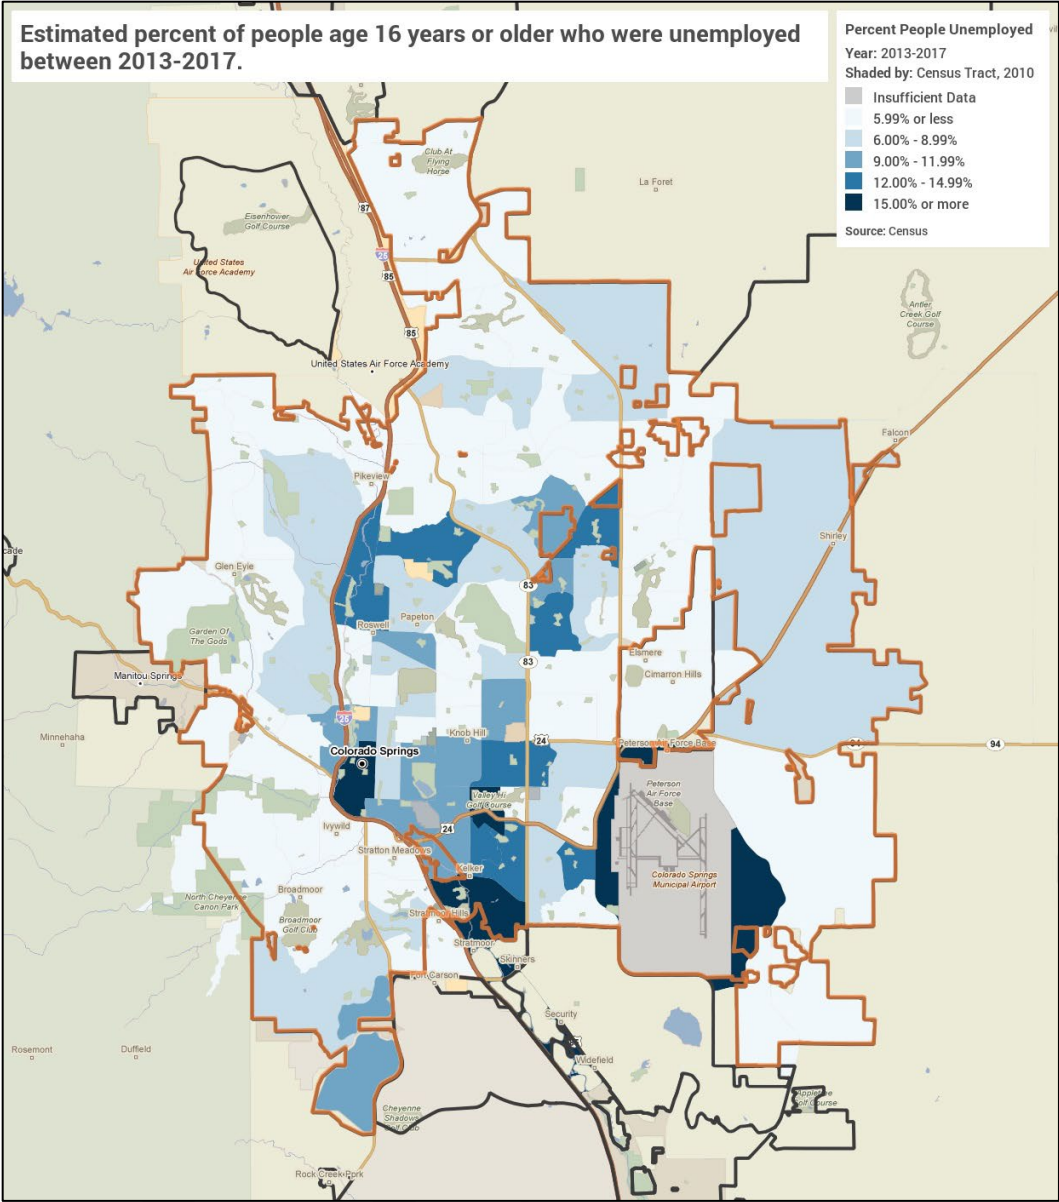 Estimated percent of people age 16 years or older who were unemployed
between 2013-2017.
Percent People Unemployed
Year: 2013-2017
Shaded by: Census Tract, 2010
Insufficient Data
5.99% or less
6.00% - 8.99%
9.00% - 11.99%
12.00% - 14.99%
15.00% or more
Source: Census
Club At
Flying
Horse
La Foret
87
Eisenhower
Golf Course
25
United States
Air Force Academy
85
Antler
Creek Golf
Course
85
United States Air Force Academy
Falcon
Pikeview
Shirley
cade
Glen Eyie
83
Papeton
Roswell
Garden Of
The Gods
Elsmere
83
Cimarron Hills
Manitou Springs
25
Minnehaha
Knob Hill
24
Peterson Air Force Base
94
Colorado Springs
Peterson
Air Force
Base
Valley Hi
Golf Course
Ivywild
24
Stratton Meadows
Kelker
Colorado Springs
Municipal Airport
Broadmoor
North Cheyenne
Canon Park
Broadmoor
Golf Club
Stratmoor Hills
Stratmoor
Skinners
Fort Carson
Security
Rosemont
Duffield
Widefield
Cheyenne
Shadows
Golf Club
Golf Course
Rock Creek Park